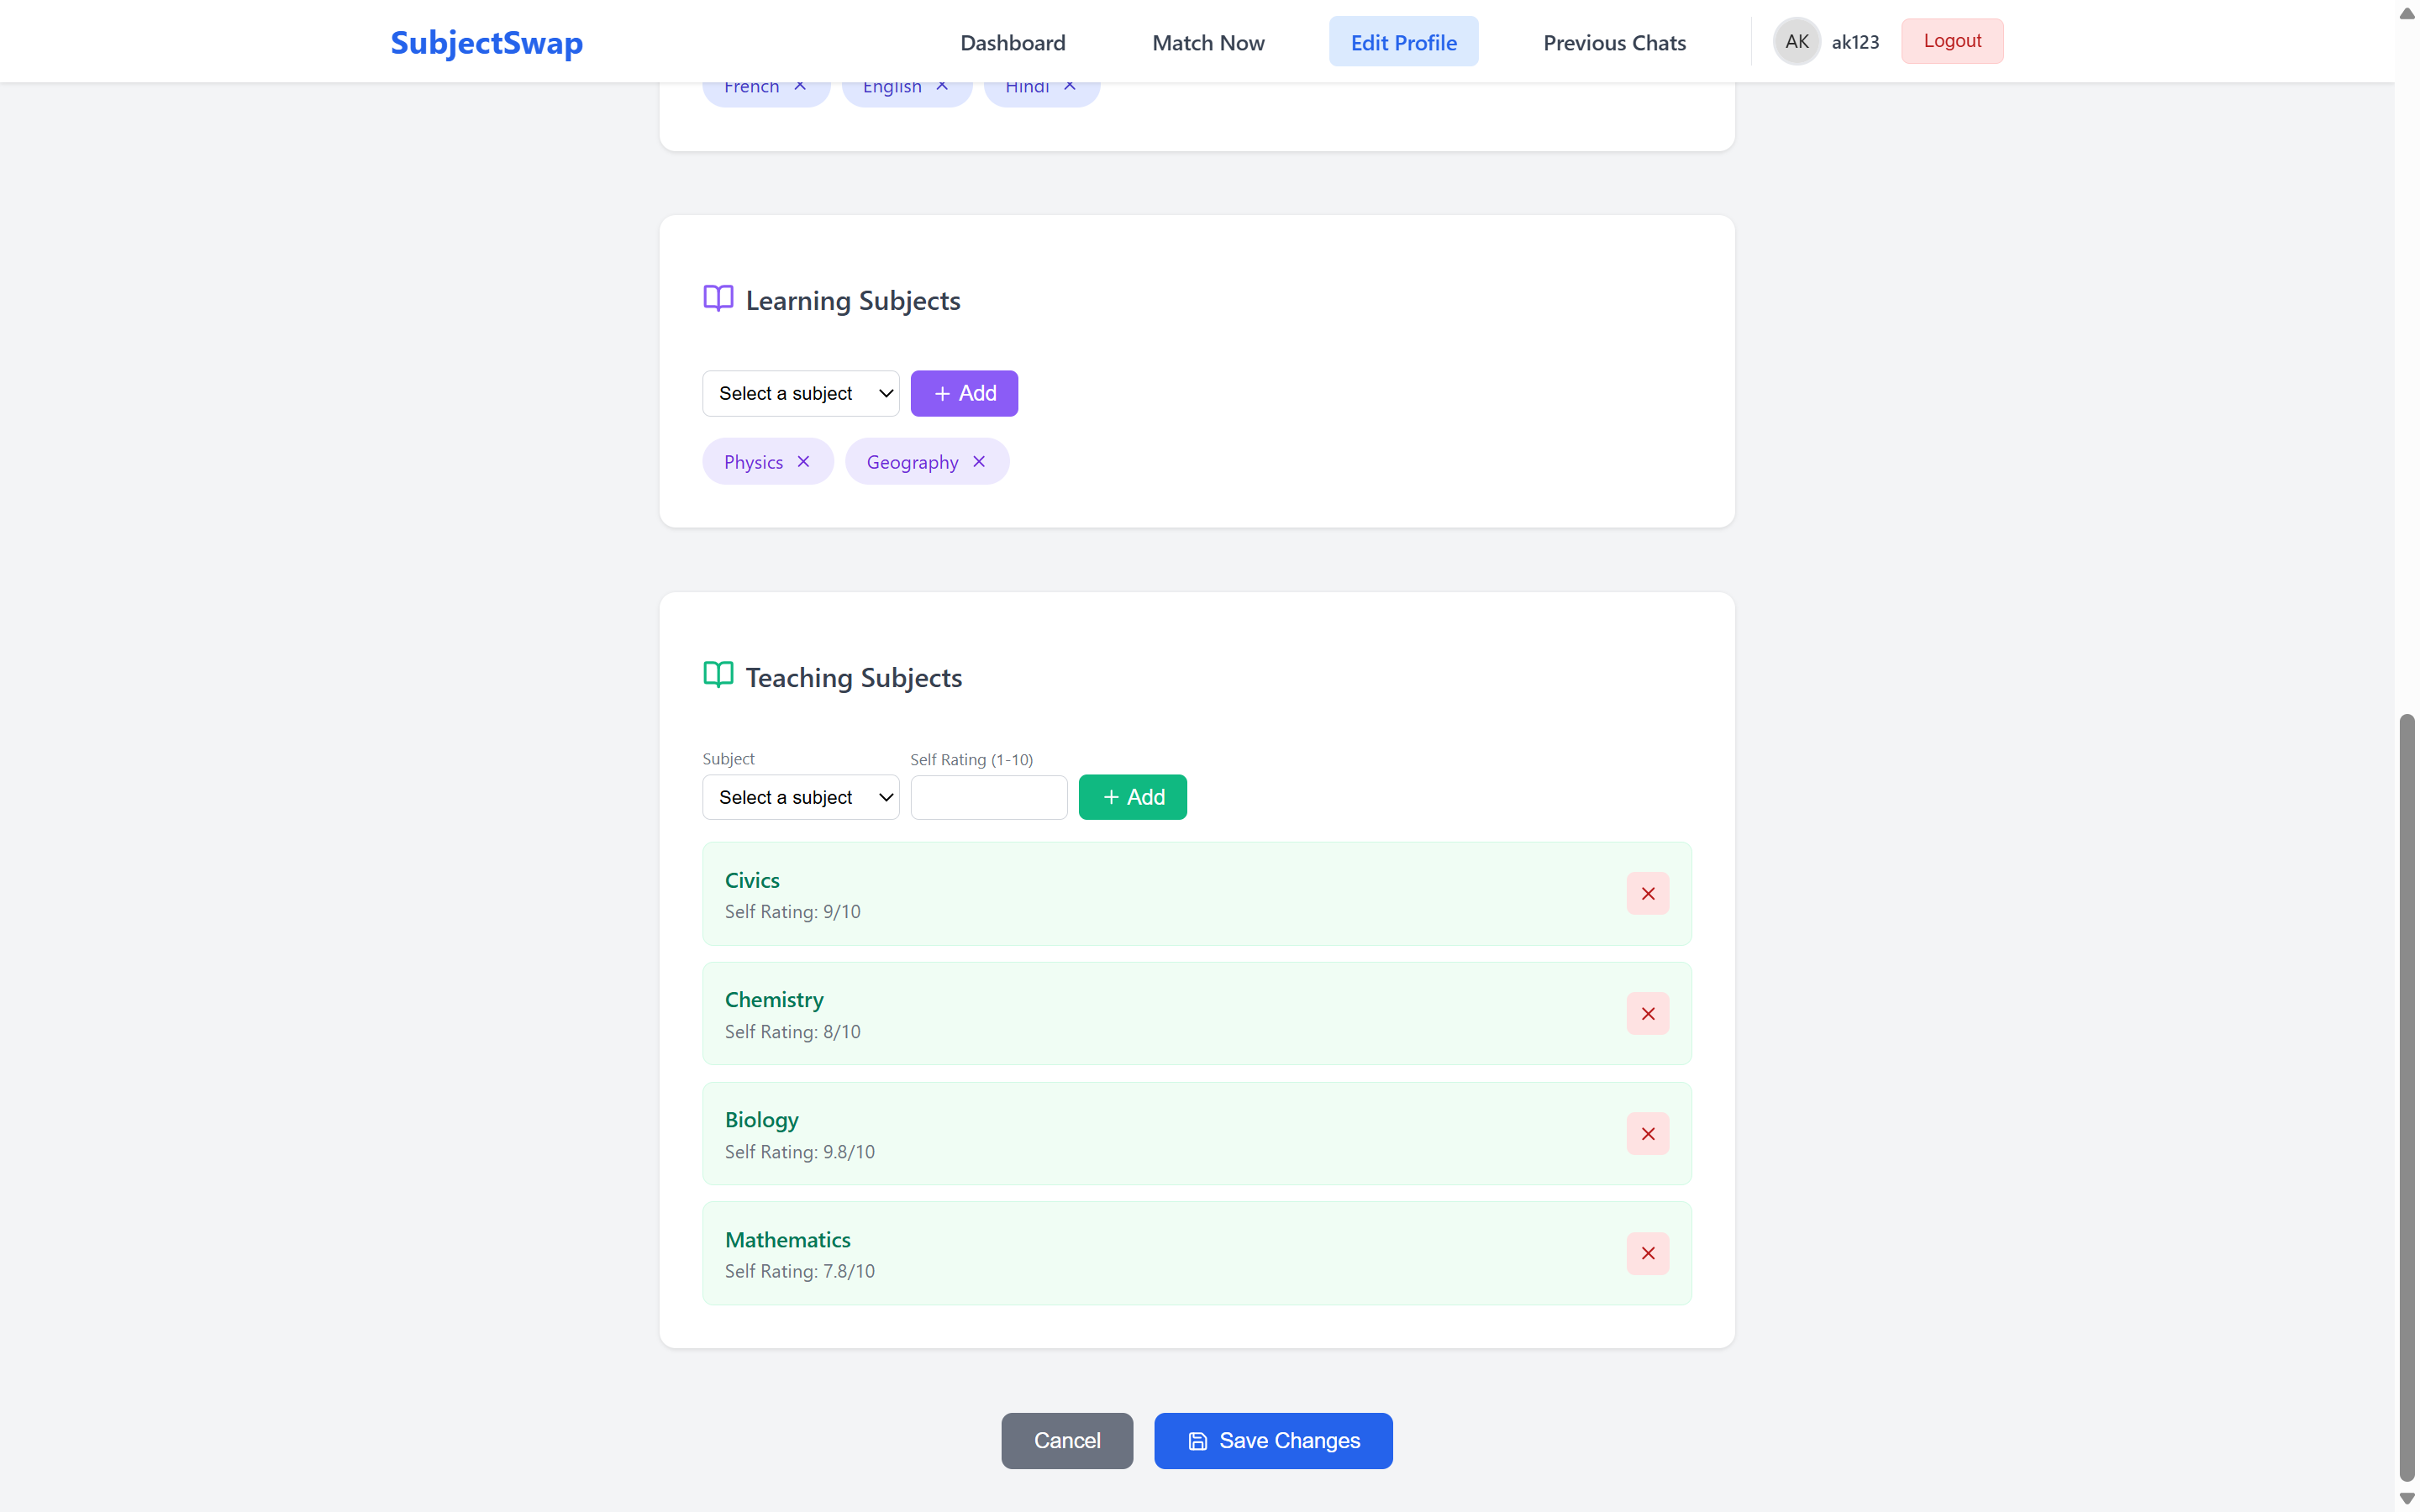 SubjectSwap Dashboard Match Now Edit Profile Previous Chats AK ak123 Logout
French × English × Hindi ×
Learning Subjects
Select a subject + Add
Physics × Geography ×
Teaching Subjects
Subject Self Rating (1-10)
Select a subject + Add
Civics
Self Rating: 9/10
Chemistry
Self Rating: 8/10
Biology
Self Rating: 9.8/10
Mathematics
Self Rating: 7.8/10
Cancel Save Changes